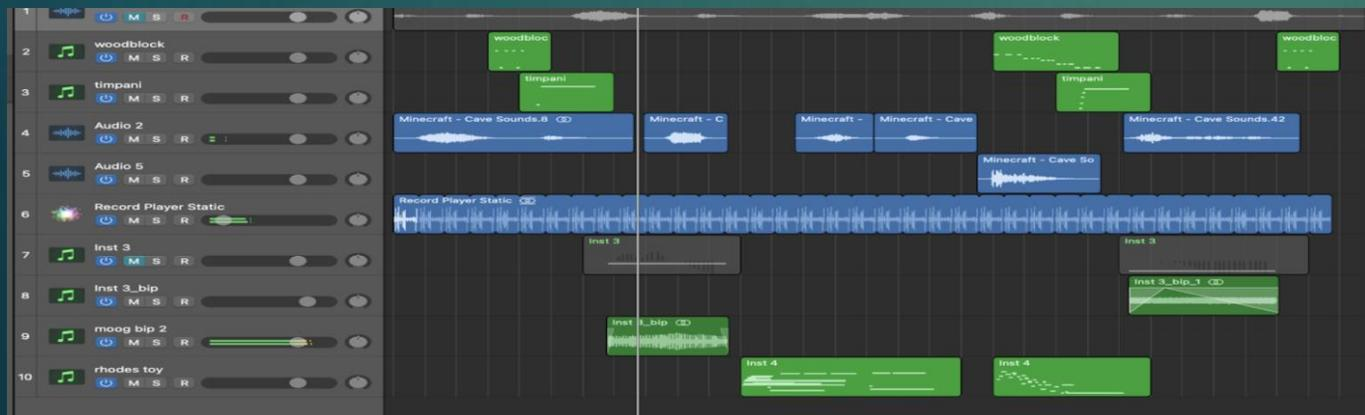 1 M S R
2 woodblock M S R woodbloc woodblock woodbloc
3 timpani M S R timpani timpani
4 Audio 2 M S R Minecraft - Cave Sounds.8 Minecraft - C Minecraft - Minecraft - Cave Minecraft - Cave Sounds.42
5 Audio 5 M S R Minecraft - Cave So
6 Record Player Static M S R Record Player Static
7 Inst 3 M S R Inst 3 Inst 3
8 Inst 3_bip M S R Inst 3_bip_1
9 moog bip 2 M S R Inst 3_bip
10 rhodes toy M S R Inst 4 Inst 4